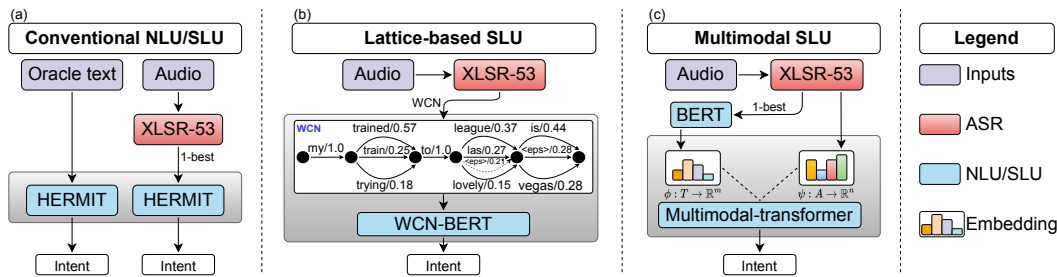 (a)
Conventional NLU/SLU
Oracle text
Audio
XLSR-53
1-best
HERMIT
HERMIT
Intent
Intent
(b)
Lattice-based SLU
Audio
XLSR-53
WCN
WCN
trained/0.57
league/0.37
is/0.44
my/1.0
train/0.25
to/1.0
las/0.27
<eps>/0.28
<eps>/0.21
trying/0.18
lovely/0.15
vegas/0.28
WCN-BERT
Intent
(c)
Multimodal SLU
Audio
XLSR-53
1-best
BERT
ϕ : T → ℝᵐ
ψ : A → ℝⁿ
Multimodal-transformer
Intent
Legend
Inputs
ASR
NLU/SLU
Embedding